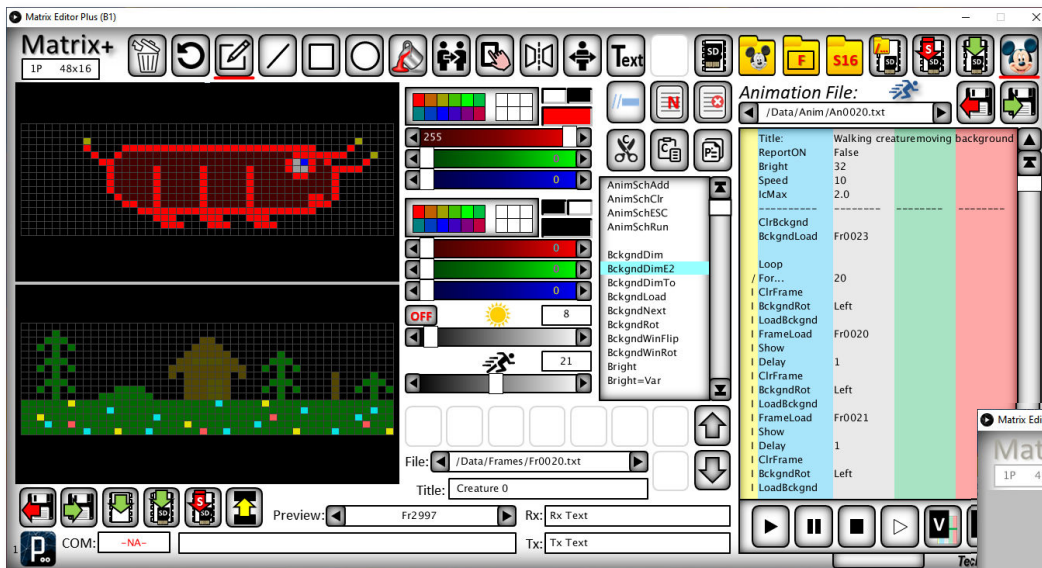 Matrix Editor Plus (B1)
Matrix+
1P 48x16
Text
SD
F
S16
SD
S
SD
SD
Animation File:
/Data/Anim/An0020.txt
N
C
P
255
0
0
0
0
0
OFF
8
21
AnimSchAdd
AnimSchClr
AnimSchESC
AnimSchRun
BckgndDim
BckgndDimE2
BckgndDimTo
BckgndLoad
BckgndNext
BckgndRot
BckgndWinFlip
BckgndWinRot
Bright
Bright=Var
Title: Walking creaturemoving background
ReportON False
Bright 32
Speed 10
IcMax 2.0
---------- -------- -------- --------
ClrBckgnd
BckgndLoad Fr0023
Loop
/ For... 20
I ClrFrame
I BckgndRot Left
I LoadBckgnd
I FrameLoad Fr0020
I Show
I Delay 1
I ClrFrame
I BckgndRot Left
I LoadBckgnd
I FrameLoad Fr0021
I Show
I Delay 1
I ClrFrame
I BckgndRot Left
I LoadBckgnd
File: /Data/Frames/Fr0020.txt
Title: Creature 0
SD
S
SD
Preview: Fr2997
Rx: Rx Text
1
P
COM: -NA-
Tx: Tx Text
V
Matrix Edi
Mat
1P 4
Tec